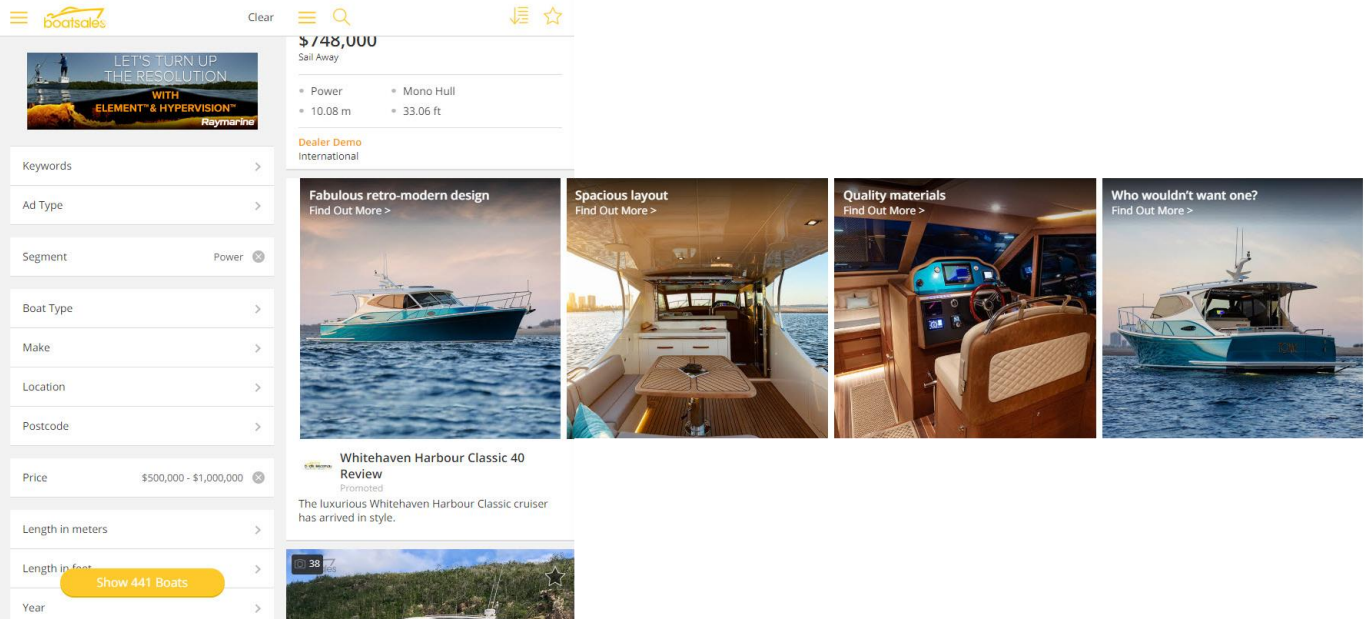 boatsales
Clear
LET'S TURN UP
THE RESOLUTION
WITH
ELEMENT™ & HYPERVISION™
Raymarine
Keywords
Ad Type
Segment Power
Boat Type
Make
Location
Postcode
Price $500,000 - $1,000,000
Length in meters
Length in feet
Show 441 Boats
Year
$748,000
Sail Away
Power
Mono Hull
10.08 m
33.06 ft
Dealer Demo
International
Fabulous retro-modern design
Find Out More >
Spacious layout
Find Out More >
Quality materials
Find Out More >
Who wouldn't want one?
Find Out More >
Whitehaven Harbour Classic 40
Review
Promoted
The luxurious Whitehaven Harbour Classic cruiser
has arrived in style.
38